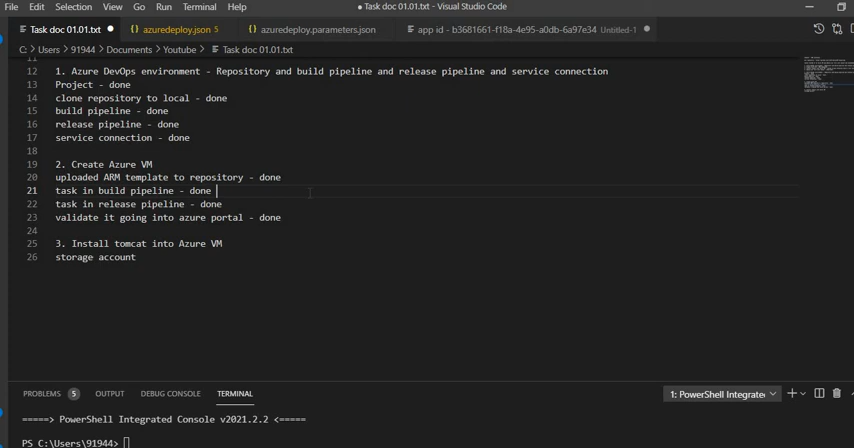 File Edit Selection View Go Run Terminal Help ● Task doc 01.01.txt - Visual Studio Code
Task doc 01.01.txt ● {} azuredeploy.json 5 {} azuredeploy.parameters.json app id - b3681661-f18a-4e95-a0db-6a97e34 Untitled-1 ●
C: > Users > 91944 > Documents > Youtube > Task doc 01.01.txt
11
12 1. Azure DevOps environment - Repository and build pipeline and release pipeline and service connection
13 Project - done
14 clone repository to local - done
15 build pipeline - done
16 release pipeline - done
17 service connection - done
18
19 2. Create Azure VM
20 uploaded ARM template to repository - done
21 task in build pipeline - done
22 task in release pipeline - done
23 validate it going into azure portal - done
24
25 3. Install tomcat into Azure VM
26 storage account
PROBLEMS 5 OUTPUT DEBUG CONSOLE TERMINAL 1: PowerShell Integrate
=====> PowerShell Integrated Console v2021.2.2 <=====
PS C:\Users\91944>